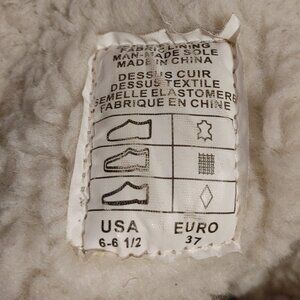 FABRIC LINING
MAN-MADE SOLE
MADE IN CHINA
DESSUS CUIR
DESSUS TEXTILE
SEMELLE ELASTOMERE
FABRIQUE EN CHINE
USA EURO
6-6 1/2 37